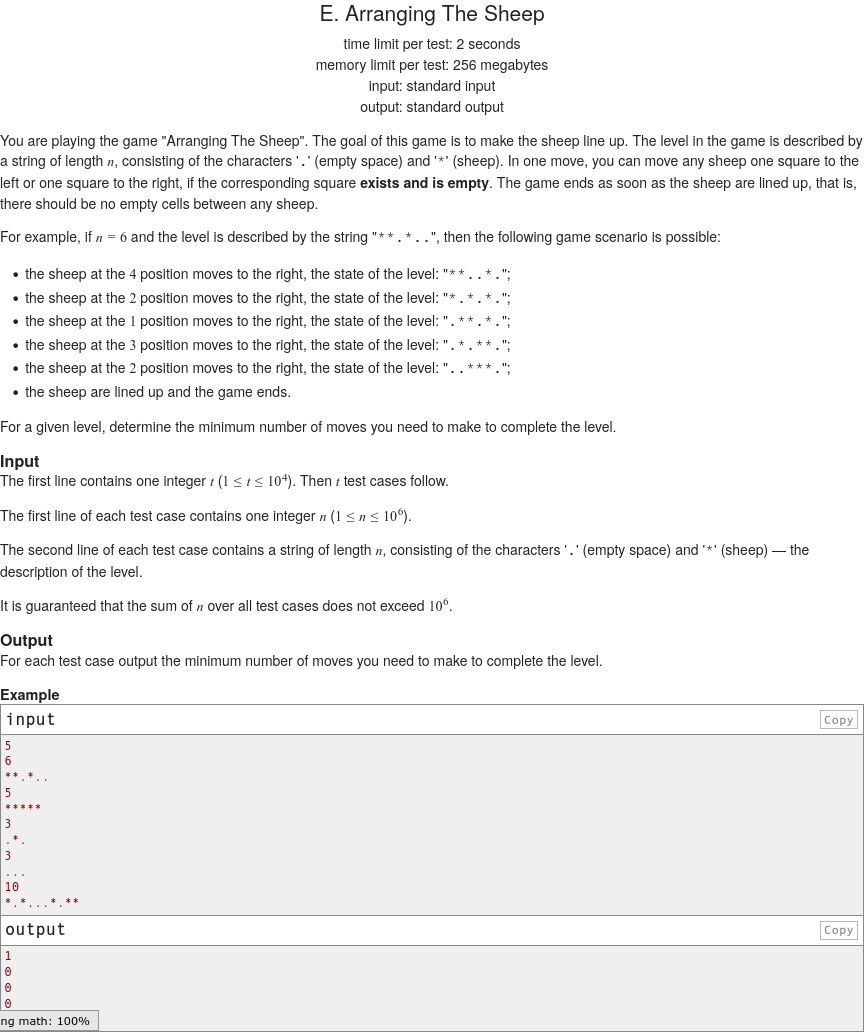 E. Arranging The Sheep
time limit per test: 2 seconds
memory limit per test: 256 megabytes
input: standard input
output: standard output
You are playing the game "Arranging The Sheep". The goal of this game is to make the sheep line up. The level in the game is described by
a string of length n, consisting of the characters '.' (empty space) and '*' (sheep). In one move, you can move any sheep one square to the
left or one square to the right, if the corresponding square exists and is empty. The game ends as soon as the sheep are lined up, that is,
there should be no empty cells between any sheep.
For example, if n = 6 and the level is described by the string "**.*..", then the following game scenario is possible:
• the sheep at the 4 position moves to the right, the state of the level: "**..*.";
• the sheep at the 2 position moves to the right, the state of the level: "*.*.*.";
• the sheep at the 1 position moves to the right, the state of the level: ".**.*.";
• the sheep at the 3 position moves to the right, the state of the level: ".*.**.";
• the sheep at the 2 position moves to the right, the state of the level: "..***.";
• the sheep are lined up and the game ends.
For a given level, determine the minimum number of moves you need to make to complete the level.
Input
The first line contains one integer t (1 ≤ t ≤ 10⁴). Then t test cases follow.
The first line of each test case contains one integer n (1 ≤ n ≤ 10⁶).
The second line of each test case contains a string of length n, consisting of the characters '.' (empty space) and '*' (sheep) — the
description of the level.
It is guaranteed that the sum of n over all test cases does not exceed 10⁶.
Output
For each test case output the minimum number of moves you need to make to complete the level.
Example
input Copy
5
6
**.*..
5
*****
3
.*.
3
...
10
*.*...*.**
output Copy
1
0
0
0
ng math: 100%